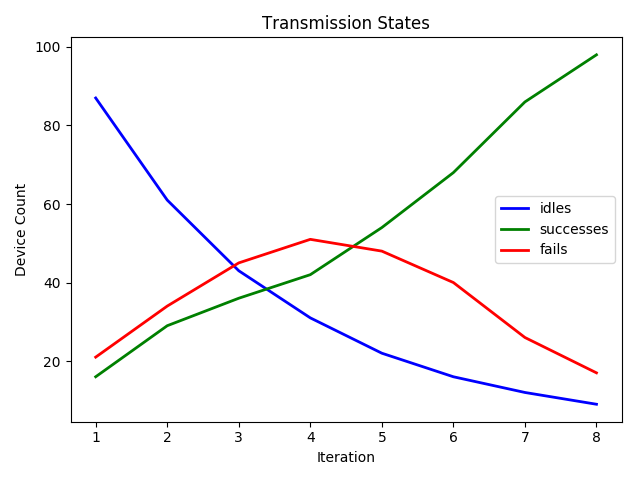 Transmission States
Device Count
100
80
60
40
20
idles
successes
fails
1 2 3 4 5 6 7 8
Iteration